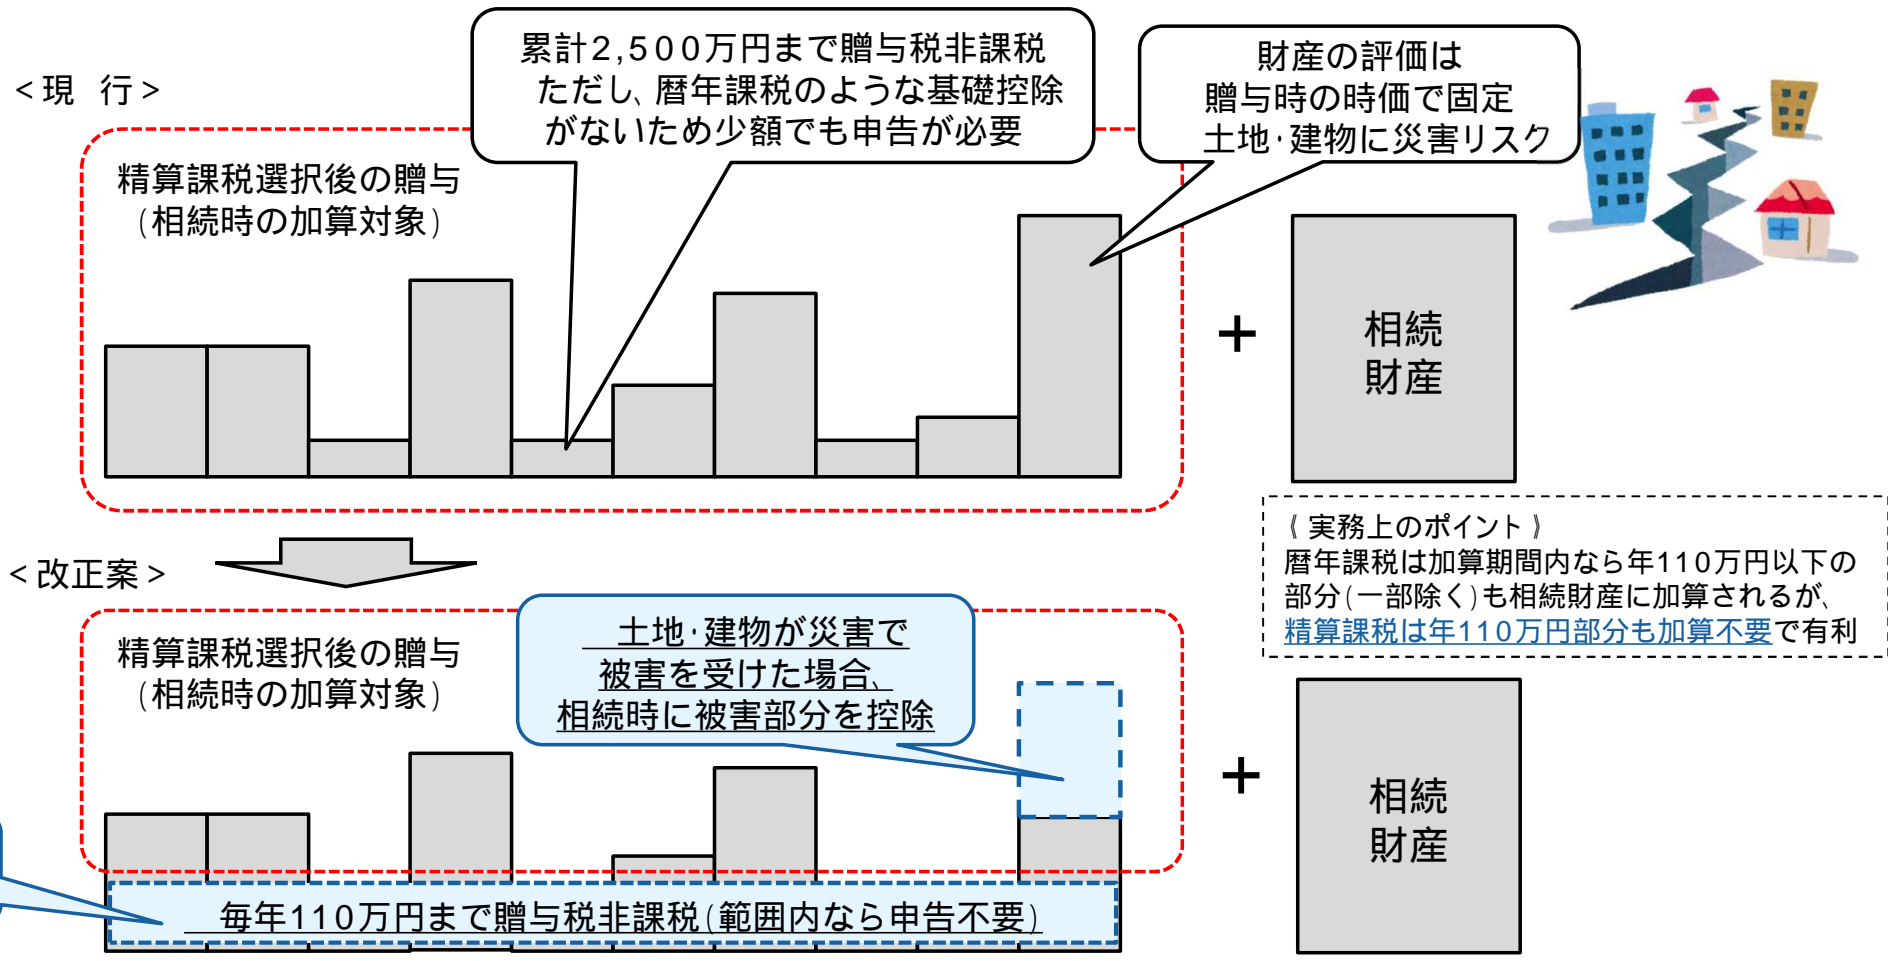 <現 行>
累計2,500万円まで贈与税非課税
ただし、暦年課税のような基礎控除
がないため少額でも申告が必要
財産の評価は
贈与時の時価で固定
土地･建物に災害リスク
精算課税選択後の贈与
(相続時の加算対象)
+
相続
財産
《実務上のポイント》
暦年課税は加算期間内なら年110万円以下の
部分(一部除く)も相続財産に加算されるが、
精算課税は年110万円部分も加算不要で有利
<改正案>
精算課税選択後の贈与
(相続時の加算対象)
土地･建物が災害で
被害を受けた場合、
相続時に被害部分を控除
+
相続
財産
毎年110万円まで贈与税非課税(範囲内なら申告不要)